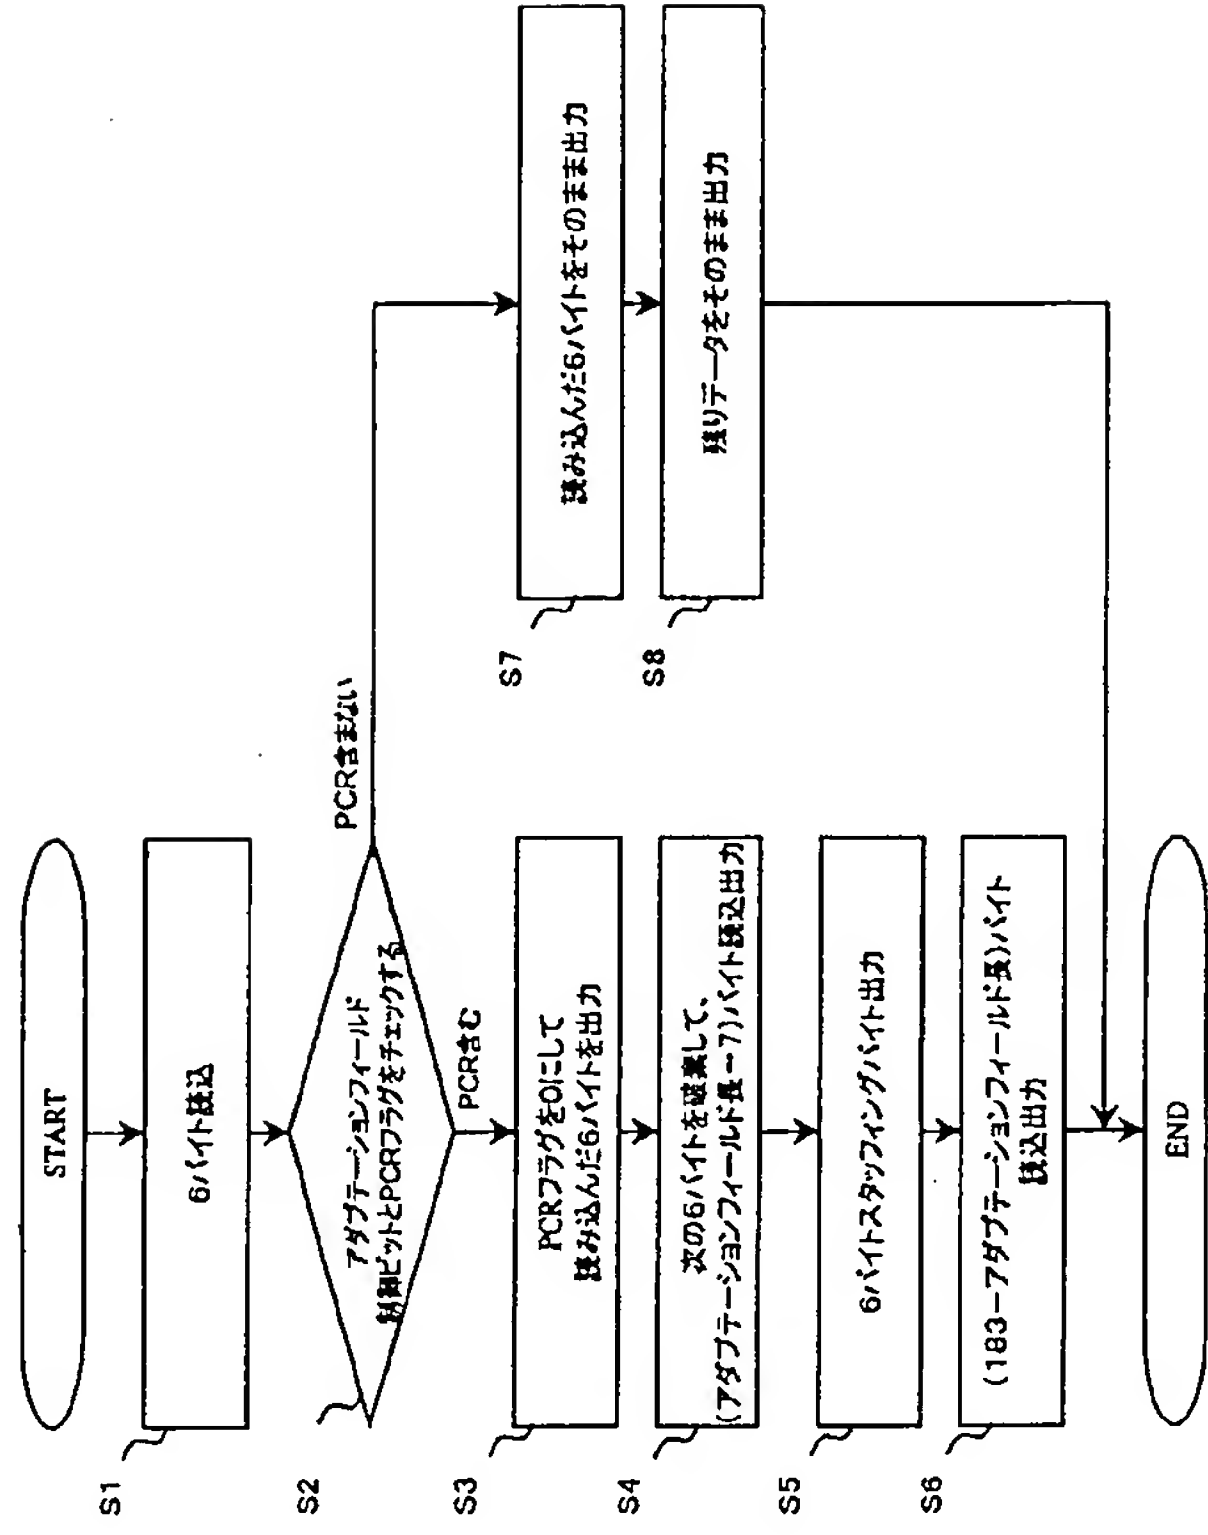 START
S1
6バイト読込
S2
アダプテーションフィールド
制御ビットとPCRフラグをチェックする
PCR含まない
PCR含む
S3
PCRフラグを0にして
読み込んだ6バイトを出力
S4
次の6バイトを破棄して、
(アダプテーションフィールド長-7)バイト読込出力
S5
6バイトスタッフィングバイト出力
S6
(183-アダプテーションフィールド長)バイト
読込出力
S7
読み込んだ6バイトをそのまま出力
S8
残りデータをそのまま出力
END